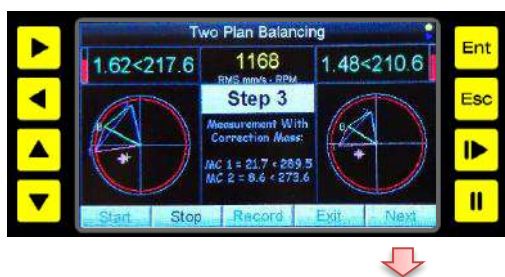 Two Plan Balancing
Ent
1.62<217.6
1168
1.48<210.6
RMS mm/s - RPM
Step 3
Esc
Measurement With
Correction Mass:
MC 1 = 21.7 < 289.5
MC 2 = 8.6 < 273.6
Start
Stop
Record
Exit
Next